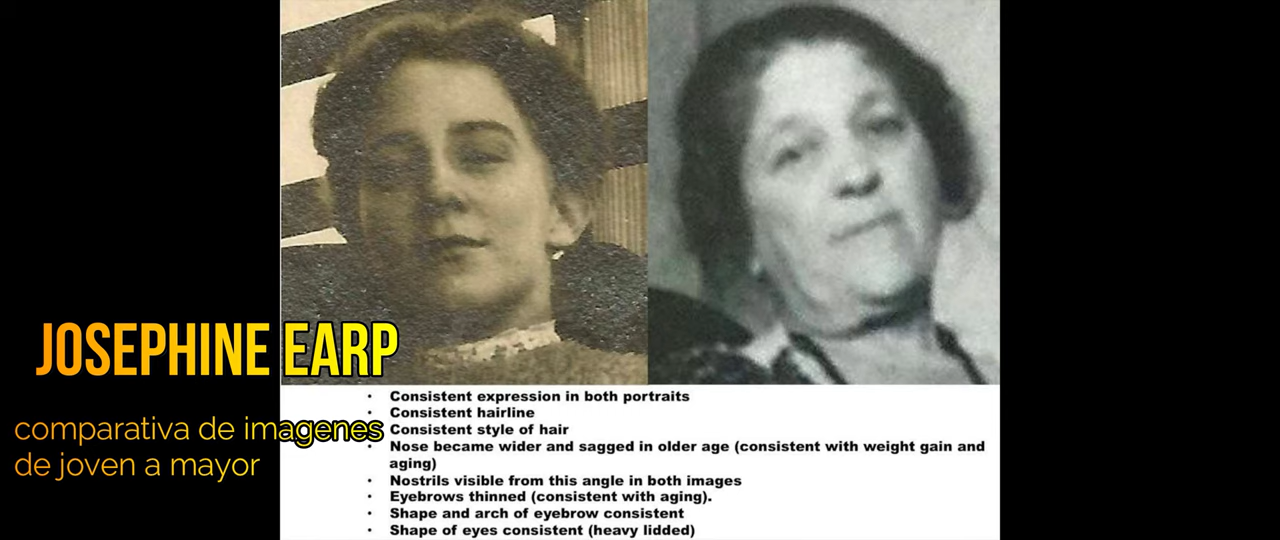 JOSEPHINE EARP
comparativa de imagenes
de joven a mayor
• Consistent expression in both portraits
• Consistent hairline
Consistent style of hair
• Nose became wider and sagged in older age (consistent with weight gain and
aging)
• Nostrils visible from this angle in both images
• Eyebrows thinned (consistent with aging).
• Shape and arch of eyebrow consistent
• Shape of eyes consistent (heavy lidded)